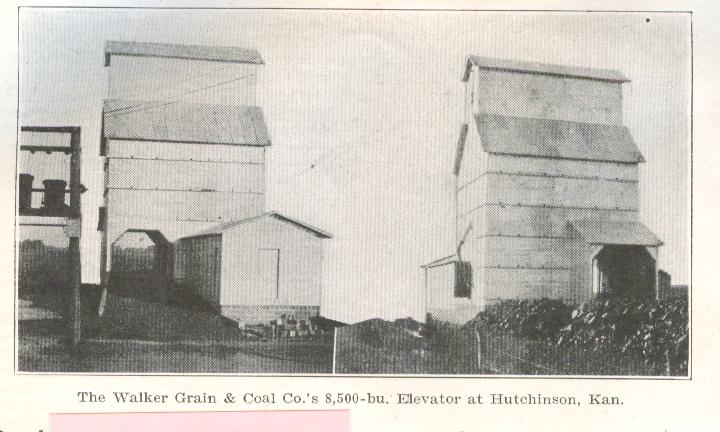 The Walker Grain & Coal Co.'s 8,500-bu. Elevator at Hutchinson, Kan.